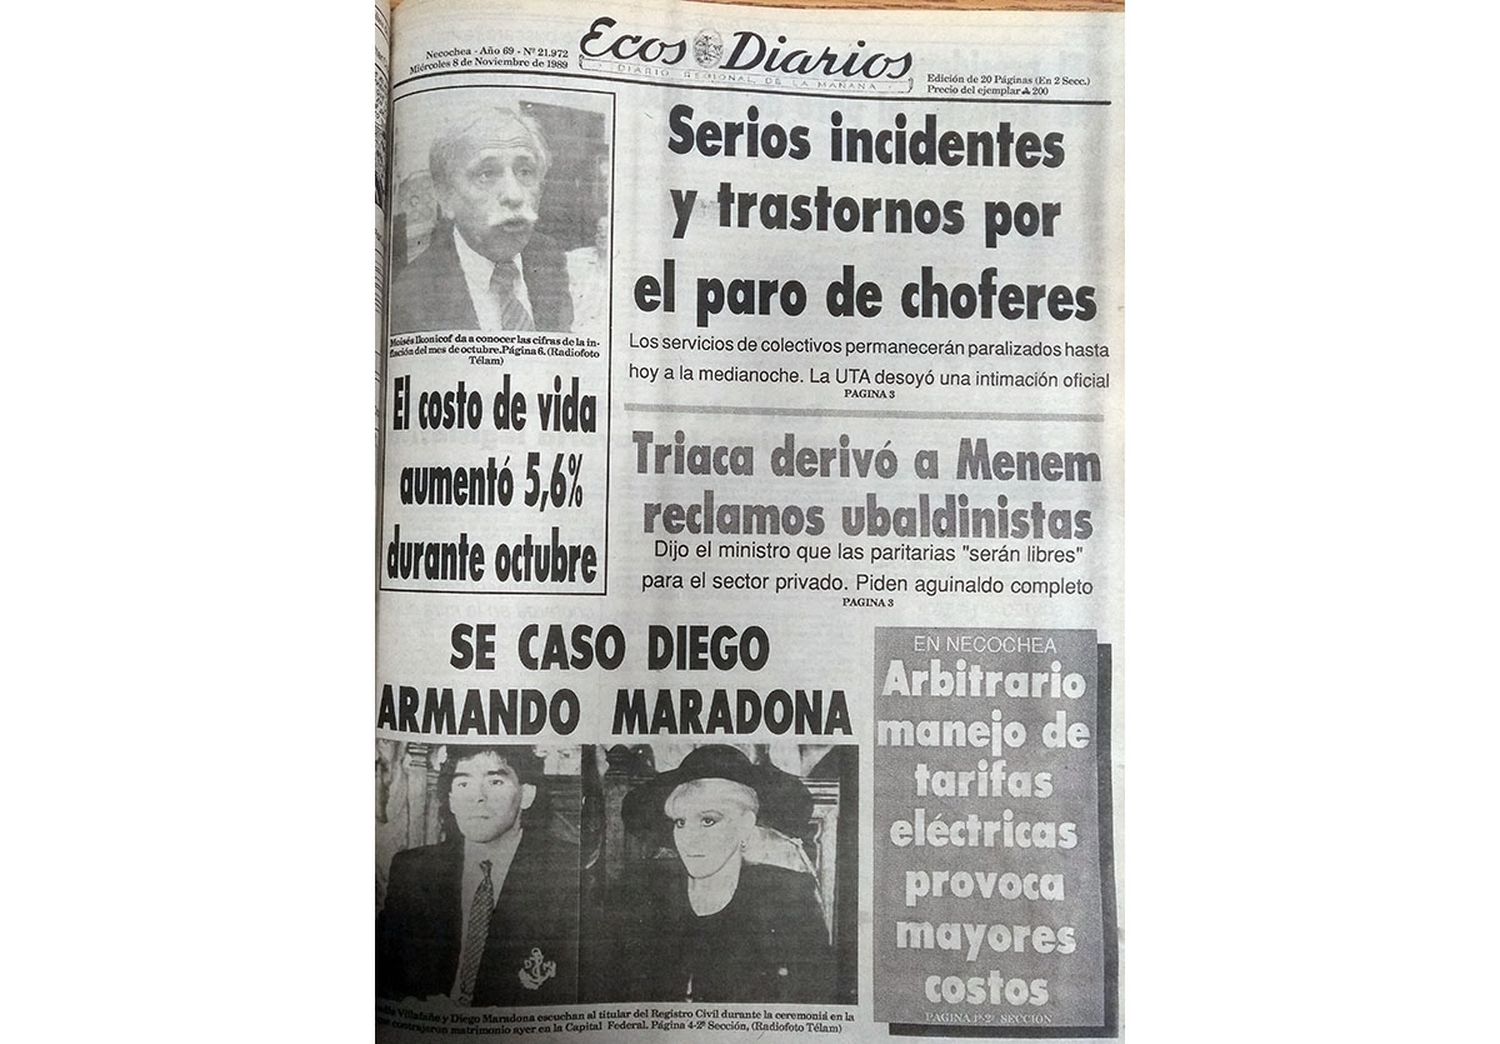 Necochea - Año 69 - Nº 21.972
Miércoles 8 de Noviembre de 1989
Ecos Diarios
DIARIO REGIONAL DE LA MAÑANA
Edición de 20 Páginas (En 2 Secc.)
Precio del ejemplar ₳ 200
Moisés Ikonicof da a conocer las cifras de la in-
flación del mes de octubre.Página 6. (Radiofoto
Télam)
El costo de vida
aumentó 5,6%
durante octubre
Serios incidentes
y trastornos por
el paro de choferes
Los servicios de colectivos permanecerán paralizados hasta
hoy a la medianoche. La UTA desoyó una intimación oficial
PAGINA 3
Triaca derivó a Menem
reclamos ubaldinistas
Dijo el ministro que las paritarias "serán libres"
para el sector privado. Piden aguinaldo completo
PAGINA 3
SE CASO DIEGO
ARMANDO MARADONA
Villafañe y Diego Maradona escuchan al titular del Registro Civil durante la ceremonia en la
contrajeron matrimonio ayer en la Capital Federal. Página 4-2ª Sección, (Radiofoto Télam)
EN NECOCHEA
Arbitrario
manejo de
tarifas
eléctricas
provoca
mayores
costos
PAGINA 1ª-2ª SECCIÓN